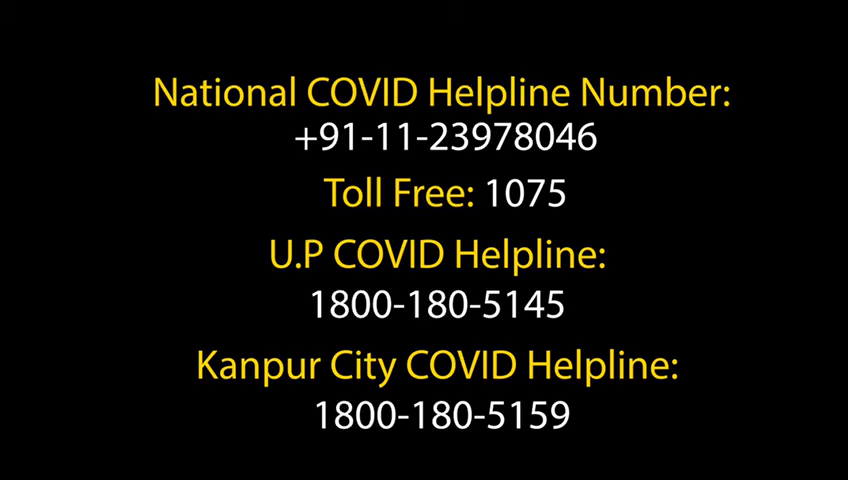 National COVID Helpline Number:
+91-11-23978046
Toll Free: 1075
U.P COVID Helpline:
1800-180-5145
Kanpur City COVID Helpline:
1800-180-5159